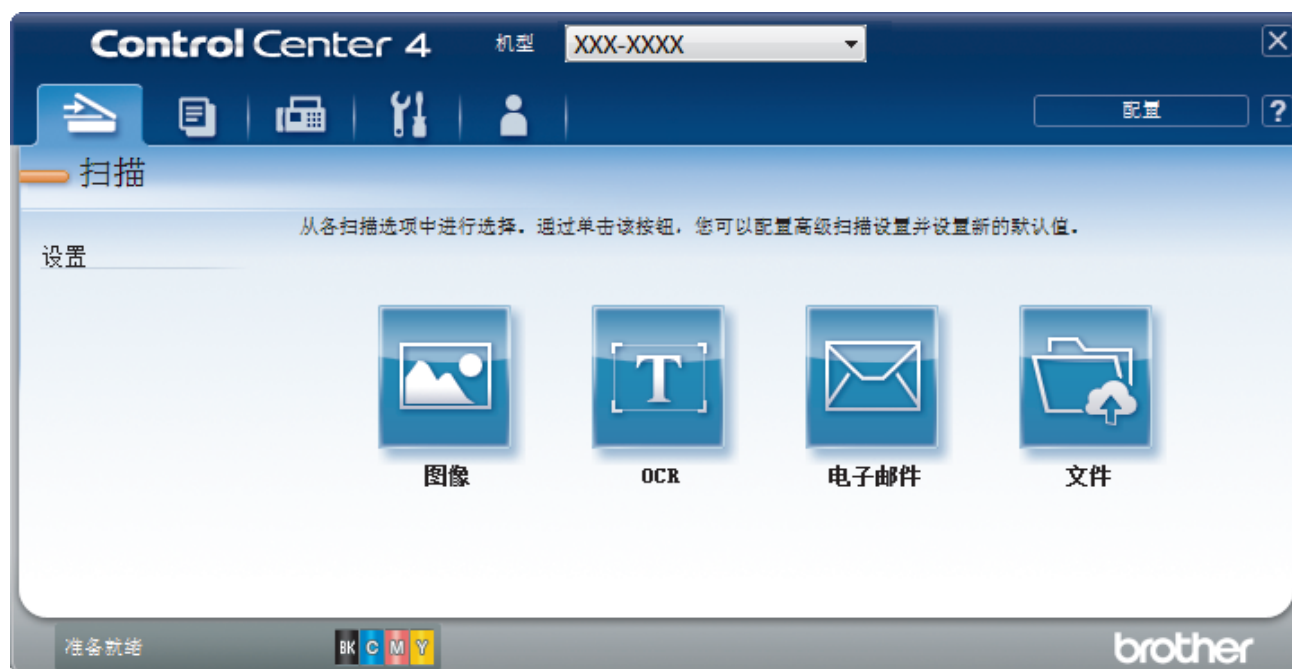 Control Center 4 机型 XXX-XXXX
配置 ?
扫描
从各扫描选项中进行选择。通过单击该按钮，您可以配置高级扫描设置并设置新的默认值。
设置
T
图像 OCR 电子邮件 文件
准备就绪 BK C M Y brother